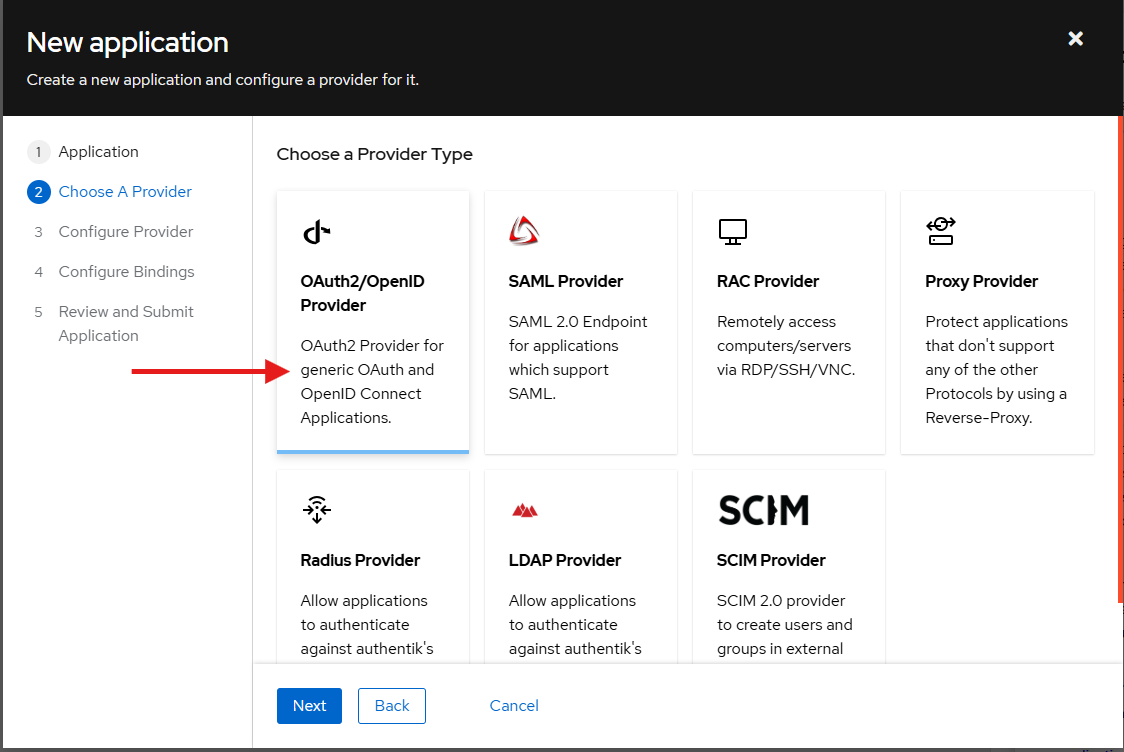 New application
Create a new application and configure a provider for it.
1 Application
2 Choose A Provider
3 Configure Provider
4 Configure Bindings
5 Review and Submit
Application
Choose a Provider Type
OAuth2/OpenID
Provider
OAuth2 Provider for
generic OAuth and
OpenID Connect
Applications.
SAML Provider
SAML 2.0 Endpoint
for applications
which support
SAML.
RAC Provider
Remotely access
computers/servers
via RDP/SSH/VNC.
Proxy Provider
Protect applications
that don't support
any of the other
Protocols by using a
Reverse-Proxy.
Radius Provider
Allow applications
to authenticate
against authentik's
LDAP Provider
Allow applications
to authenticate
against authentik's
SCIM
SCIM Provider
SCIM 2.0 provider
to create users and
groups in external
Next
Back
Cancel